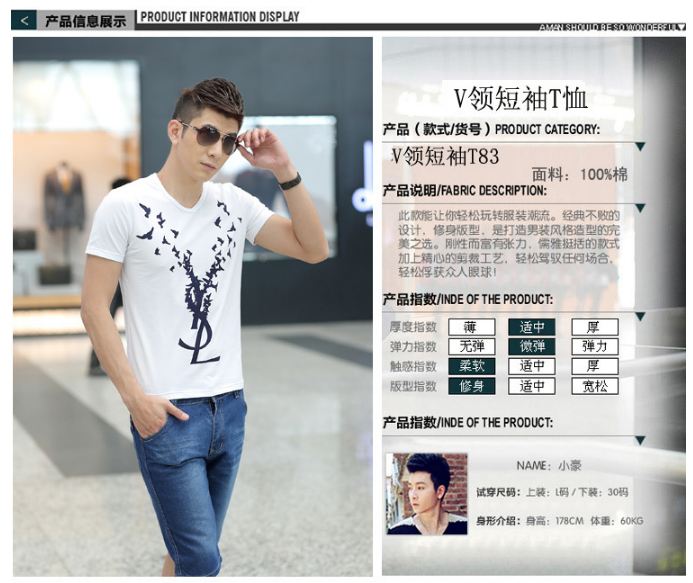 < 产品信息展示 PRODUCT INFORMATION DISPLAY
A MAN SHOULD BE SO WONDERFUL
V领短袖T恤
产品(款式/货号)PRODUCT CATEGORY:
V领短袖T83
面料:100%棉
产品说明/FABRIC DESCRIPTION:
此款能让你轻松玩转服装潮流。经典不败的
设计,修身版型,是打造男装风格造型的完
美之选。刚性而富有张力,儒雅挺括的款式
加上精心的剪裁工艺,轻松驾驭任何场合,
轻松俘获众人眼球!
产品指数/INDE OF THE PRODUCT:
厚度指数 薄 适中 厚
弹力指数 无弹 微弹 弹力
触感指数 柔软 适中 厚
版型指数 修身 适中 宽松
产品指数/INDE OF THE PRODUCT:
NAME:小豪
试穿尺码:上装:L码 / 下装:30码
身形介绍:身高:178CM 体重:60KG
YSL